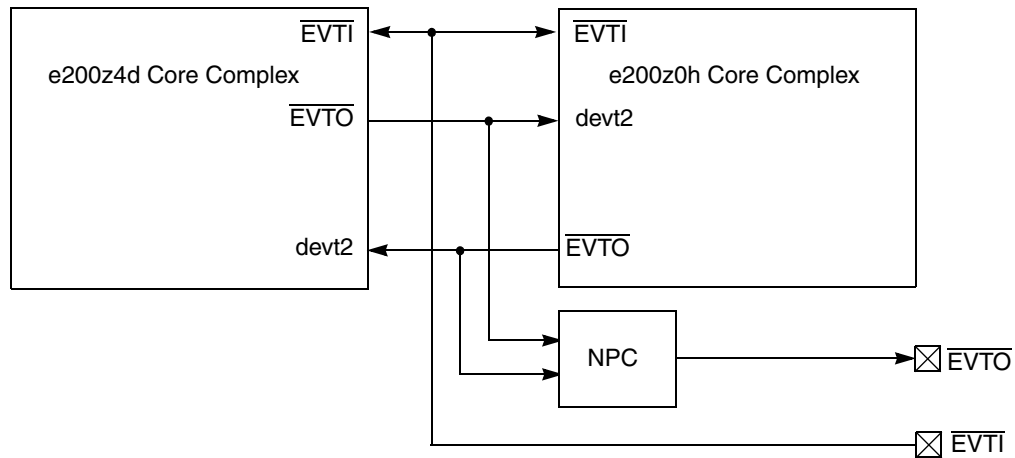 EVTI
EVTI
e200z4d Core Complex
e200z0h Core Complex
EVTO
devt2
devt2
EVTO
NPC
EVTO
EVTI